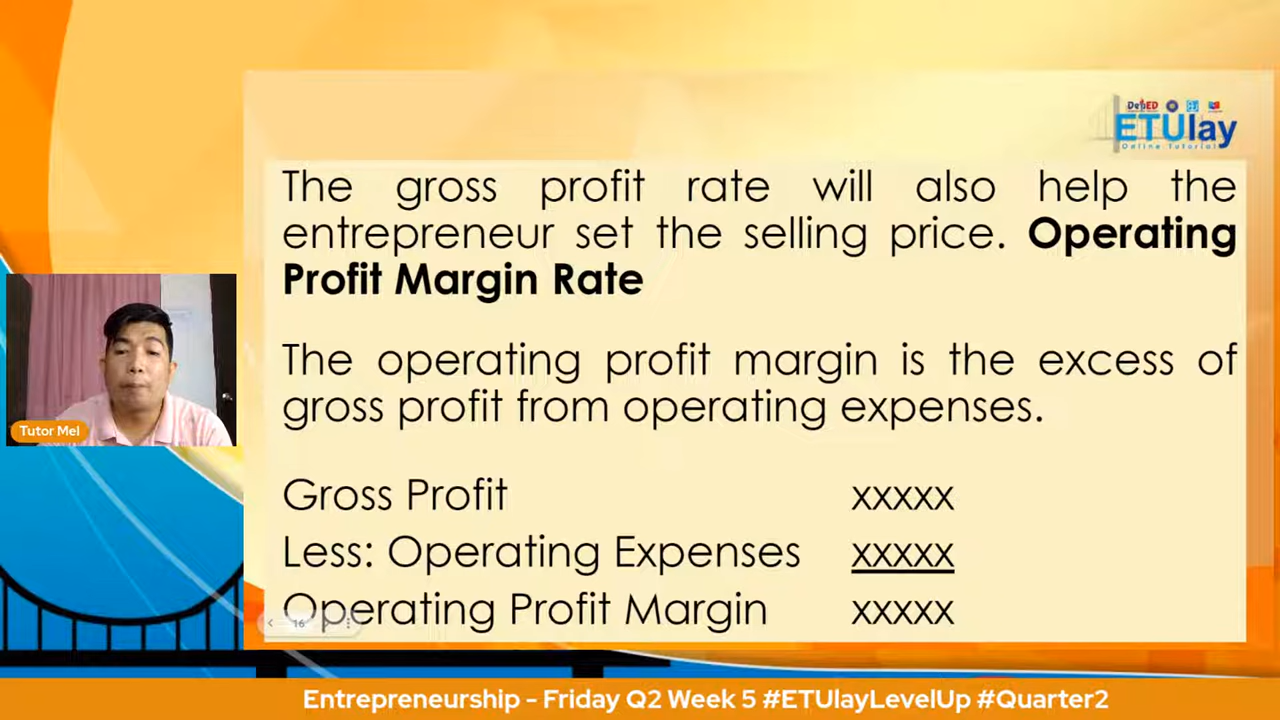 DepED
ETUlay
Online Tutorial
The gross profit rate will also help the
entrepreneur set the selling price. Operating
Profit Margin Rate
The operating profit margin is the excess of
gross profit from operating expenses.
Gross Profit xxxxx
Less: Operating Expenses xxxxx
Operating Profit Margin xxxxx
16
Tutor Mel
Entrepreneurship - Friday Q2 Week 5 #ETUlayLevelUp #Quarter2